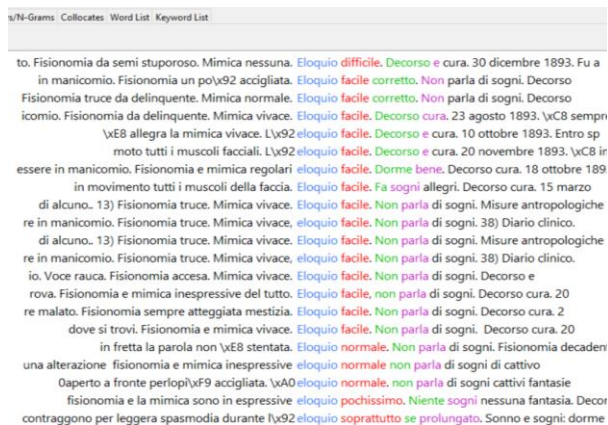 rs/N-Grams Collocates Word List Keyword List
to. Fisionomia da semi stuporoso. Mimica nessuna. Eloquio difficile. Decorso e cura. 30 dicembre 1893. Fu a
in manicomio. Fisionomia un po\x92 accigliata. Eloquio facile corretto. Non parla di sogni. Decorso
Fisionomia truce da delinquente. Mimica normale. Eloquio facile corretto. Non parla di sogni. Decorso
icomio. Fisionomia da delinquente. Mimica vivace. Eloquio facile. Decorso cura. 23 agosto 1893. \xC8 sempre
\xE8 allegra la mimica vivace. L\x92 eloquio facile. Decorso e cura. 10 ottobre 1893. Entro sp
moto tutti i muscoli facciali. L\x92 eloquio facile. Decorso e cura. 20 novembre 1893. \xC8 in
essere in manicomio. Fisionomia e mimica regolari eloquio facile. Dorme bene. Decorso cura. 18 ottobre 189
in movimento tutti i muscoli della faccia. Eloquio facile. Fa sogni allegri. Decorso cura. 15 marzo
di alcuno.. 13) Fisionomia truce. Mimica vivace. Eloquio facile. Non parla di sogni. Misure antropologiche
re in manicomio. Fisionomia truce. Mimica vivace, eloquio facile. Non parla di sogni. 38) Diario clinico.
di alcuno.. 13) Fisionomia truce. Mimica vivace. Eloquio facile. Non parla di sogni. Misure antropologiche
re in manicomio. Fisionomia truce. Mimica vivace, eloquio facile. Non parla di sogni. 38) Diario clinico.
io. Voce rauca. Fisionomia accesa. Mimica vivace. Eloquio facile. Non parla di sogni. Decorso e
rova. Fisionomia e mimica inespressive del tutto. Eloquio facile, non parla di sogni. Decorso cura. 20
re malato. Fisionomia sempre atteggiata mestizia. Eloquio facile. Non parla di sogni. Decorso cura. 2
dove si trovi. Fisionomia e mimica vivace. Eloquio facile. Non parla di sogni. Decorso cura. 20
in fretta la parola non \xE8 stentata. Eloquio normale. Non parla di sogni. Fisionomia decadent
una alterazione fisionomia e mimica inespressive eloquio normale non parla di sogni di cattivo
0aperto a fronte perlopi\xF9 accigliata. \xA0 eloquio normale. non parla di sogni cattivi fantasie
fisionomia e la mimica sono in espressive eloquio pochissimo. Niente sogni nessuna fantasia. Decor
contraggono per leggera spasmodia durante l\x92 eloquio soprattutto se prolungato. Sonno e sogni: dorme